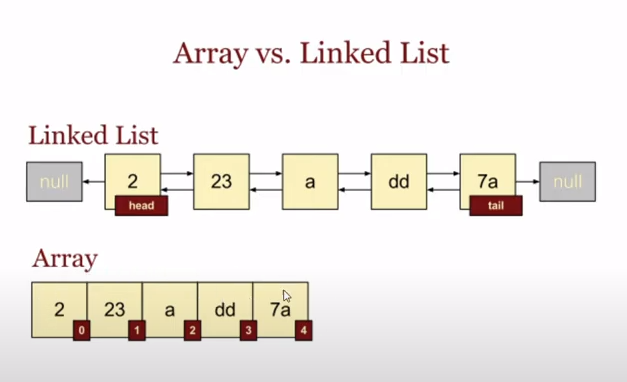 Array vs. Linked List
Linked List
null 2 23 a dd 7a null
head tail
Array
2 23 a dd 7a
0 1 2 3 4